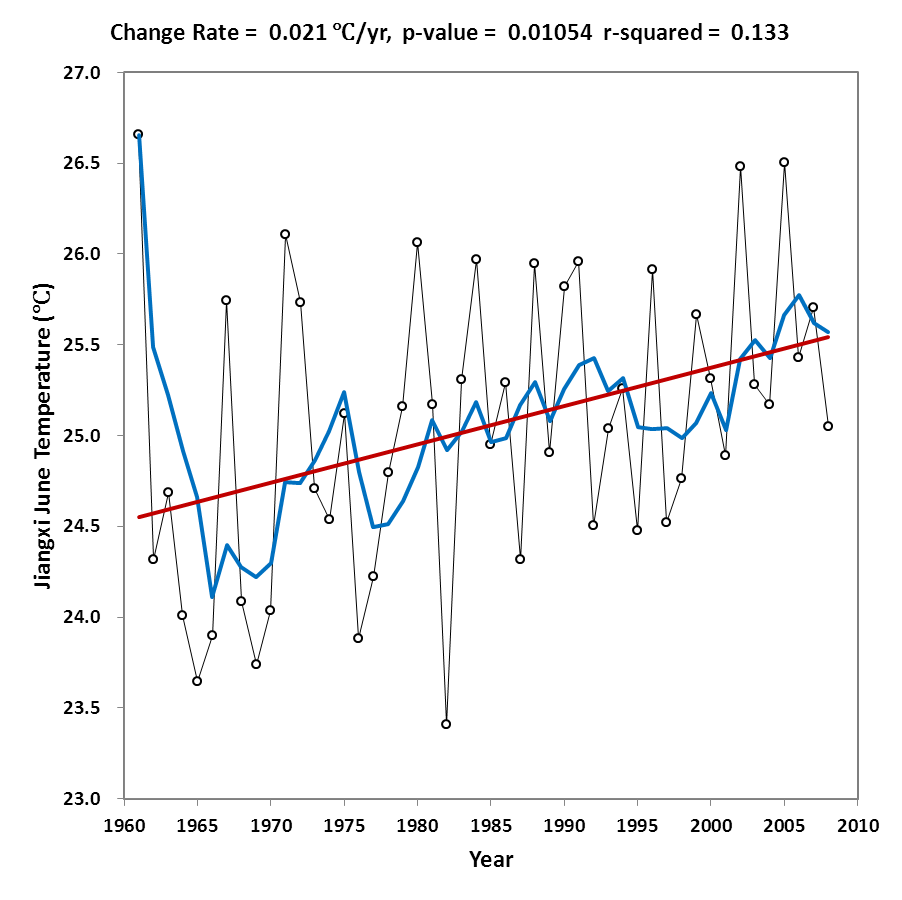 Change Rate = 0.021 ℃/yr, p-value = 0.01054 r-squared = 0.133
27.0
26.5
26.0
25.5
25.0
24.5
24.0
23.5
23.0
Jiangxi June Temperature (℃)
1960 1965 1970 1975 1980 1985 1990 1995 2000 2005 2010
Year